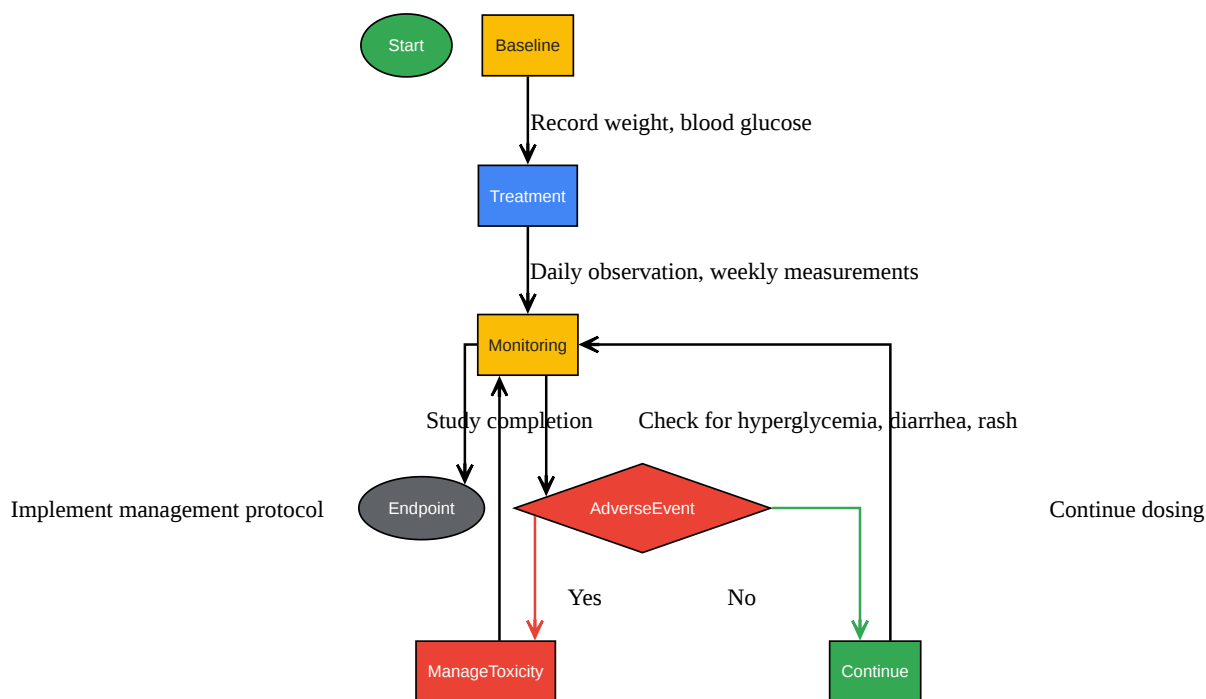 Start
Baseline
Record weight, blood glucose
Treatment
Daily observation, weekly measurements
Monitoring
Study completion
Check for hyperglycemia, diarrhea, rash
Implement management protocol
Endpoint
AdverseEvent
Continue dosing
Yes
No
ManageToxicity
Continue